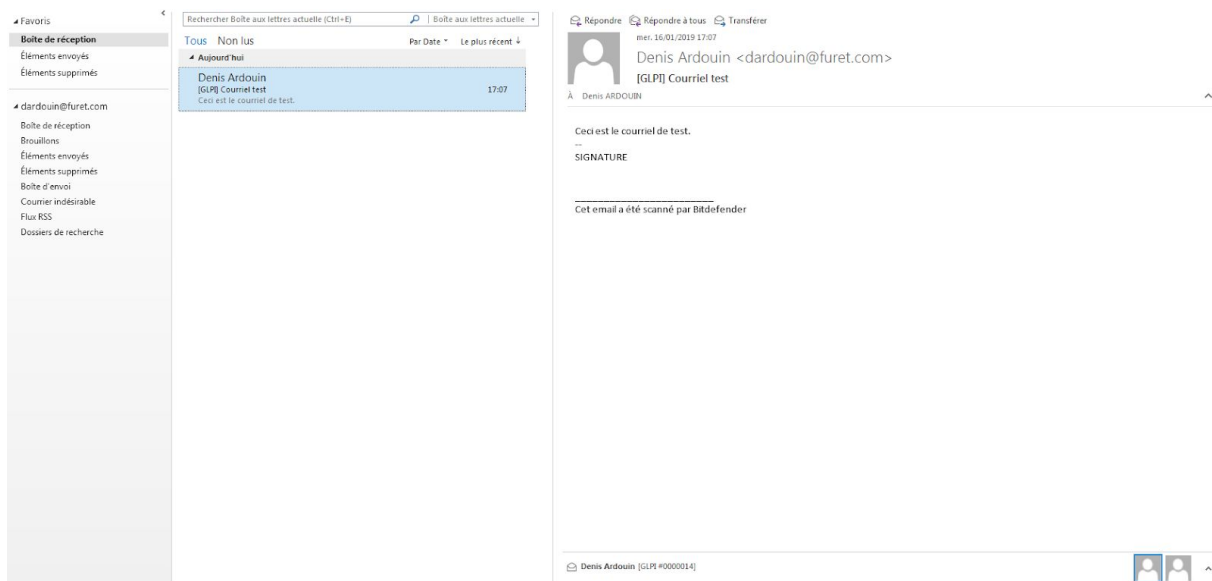 Favoris
Boîte de réception
Éléments envoyés
Éléments supprimés
dardouin@furet.com
Boîte de réception
Brouillons
Éléments envoyés
Éléments supprimés
Boîte d'envoi
Courrier indésirable
Flux RSS
Dossiers de recherche
Rechercher Boîte aux lettres actuelle (Ctrl+E) Boîte aux lettres actuelle
Tous Non lus Par Date Le plus récent
Aujourd'hui
Denis Ardouin
[GLPI] Courriel test 17:07
Ceci est le courriel de test.
Répondre Répondre à tous Transférer
mer. 16/01/2019 17:07
Denis Ardouin <dardouin@furet.com>
[GLPI] Courriel test
À Denis ARDOUIN
Ceci est le courriel de test.
--
SIGNATURE
Cet email a été scanné par Bitdefender
Denis Ardouin [GLPI #0000014]